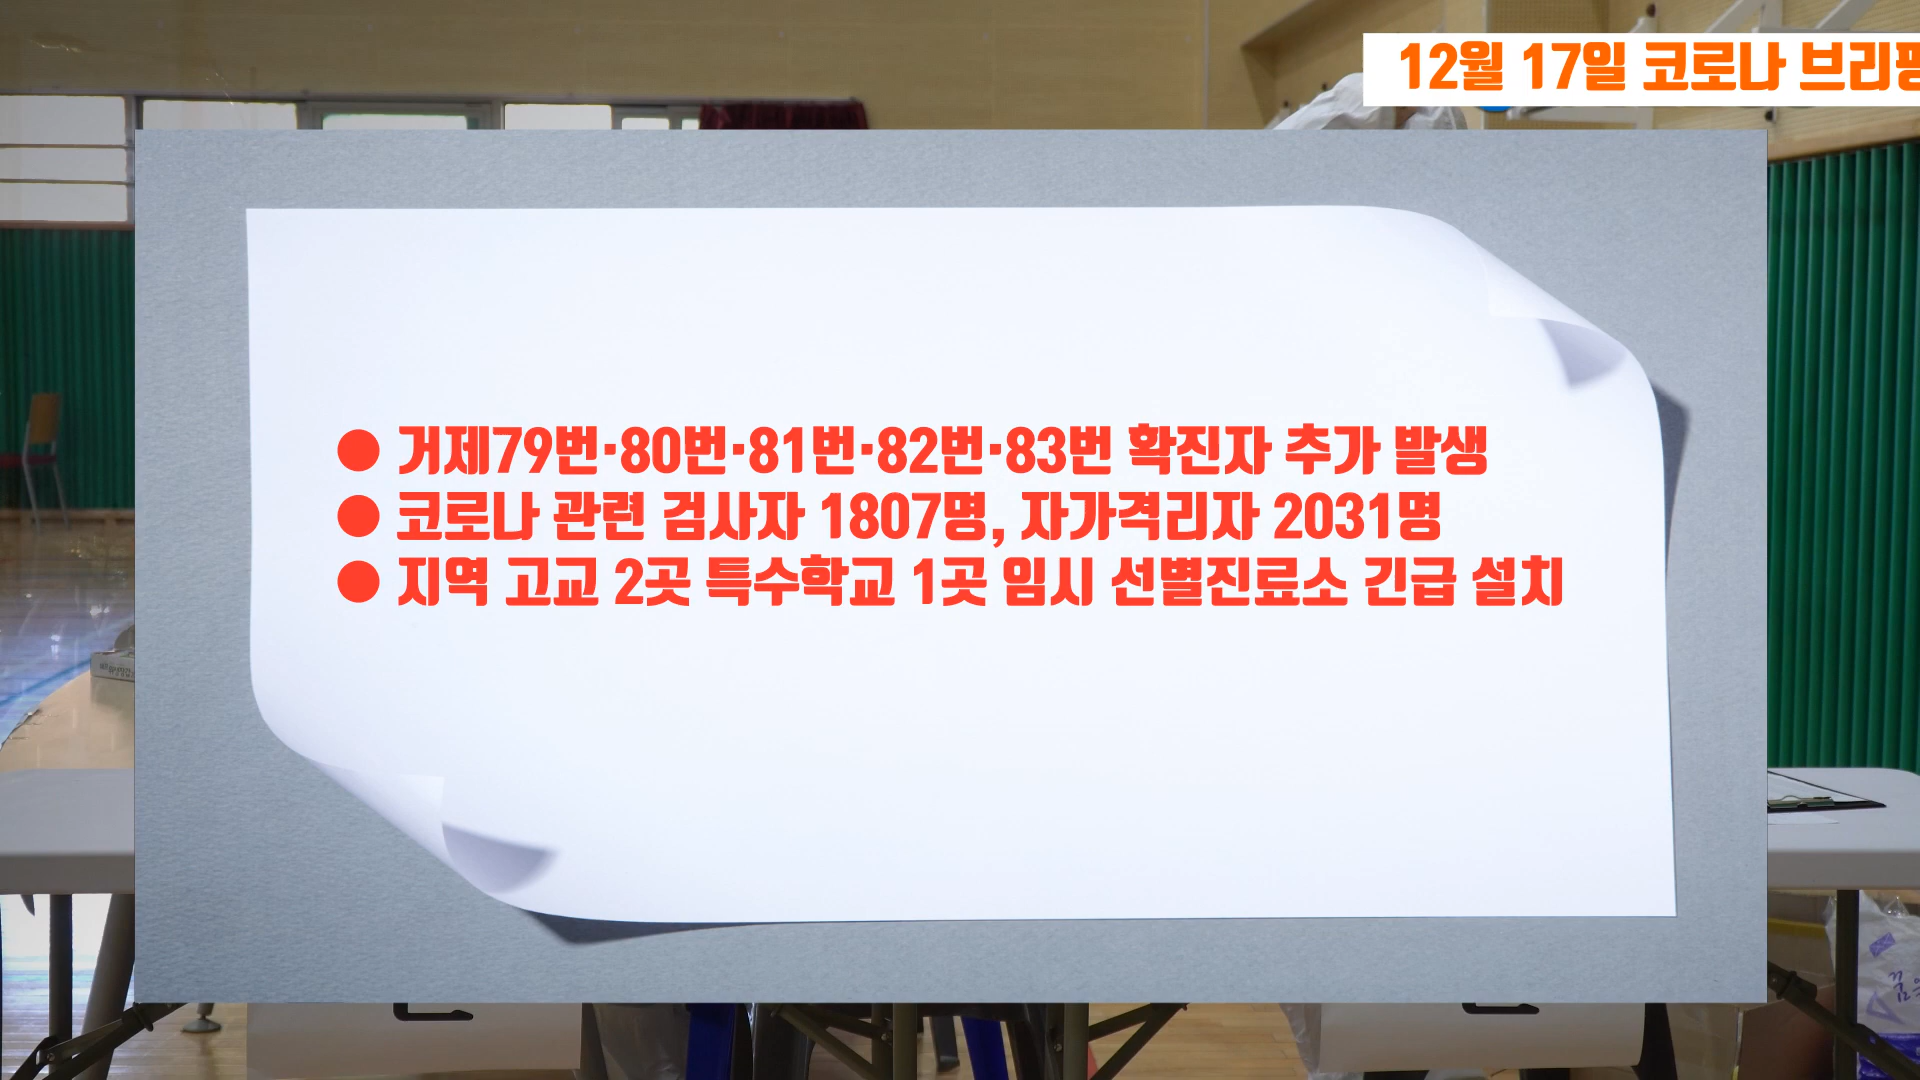 12월 17일 코로나 브리핑
● 거제79번·80번·81번·82번·83번 확진자 추가 발생
● 코로나 관련 검사자 1807명, 자가격리자 2031명
● 지역 고교 2곳 특수학교 1곳 임시 선별진료소 긴급 설치